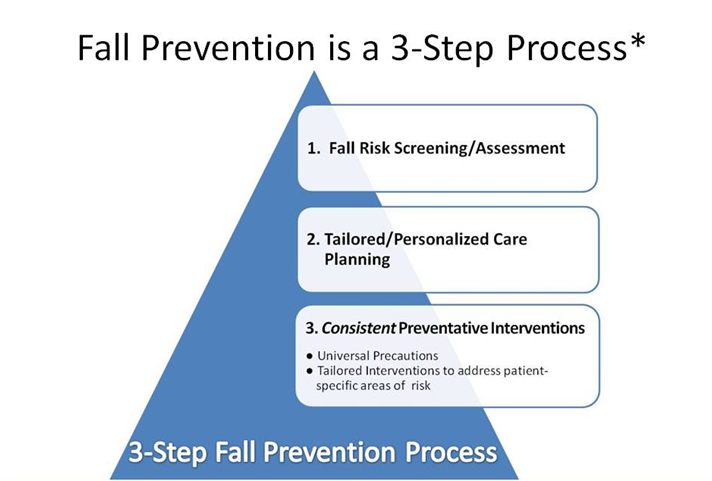 Fall Prevention is a 3-Step Process*
1. Fall Risk Screening/Assessment
2. Tailored/Personalized Care
Planning
3. Consistent Preventative Interventions
● Universal Precautions
● Tailored Interventions to address patient-
specific areas of risk
3-Step Fall Prevention Process